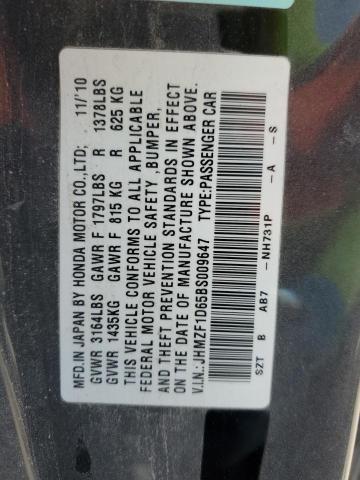 MFD.IN JAPAN BY HONDA MOTOR CO.,LTD; 11/10
GVWR 3164LBS GAWR F 1797LBS R 1378LBS
GVWR 1435KG GAWR F 815 KG R 625 KG
THIS VEHICLE CONFORMS TO ALL APPLICABLE
FEDERAL MOTOR VEHICLE SAFETY ,BUMPER,
AND THEFT PREVENTION STANDARDS IN EFFECT
ON THE DATE OF MANUFACTURE SHOWN ABOVE.
V.I.N.:JHMZF1D65BS009647 TYPE:PASSENGER CAR
SZT B AB7 -NH731P -A -S